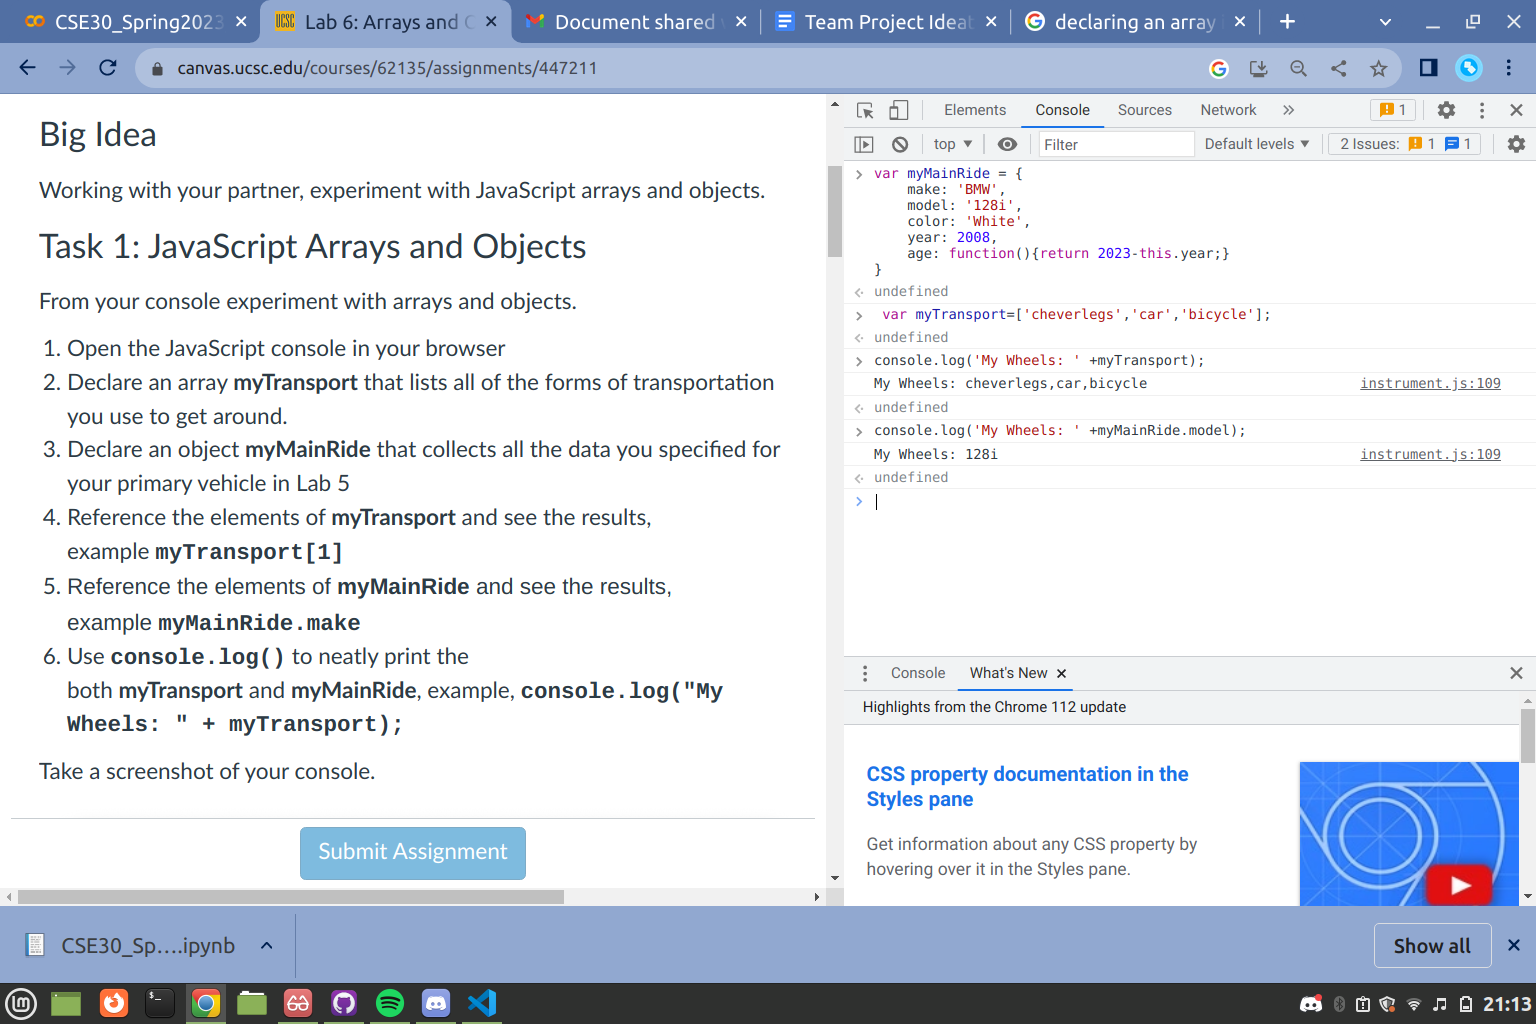 CSE30_Spring2023
Lab 6: Arrays and C
Document shared
Team Project Ideat
declaring an array
canvas.ucsc.edu/courses/62135/assignments/447211
Big Idea
Working with your partner, experiment with JavaScript arrays and objects.
Task 1: JavaScript Arrays and Objects
From your console experiment with arrays and objects.
1. Open the JavaScript console in your browser
2. Declare an array myTransport that lists all of the forms of transportation
you use to get around.
3. Declare an object myMainRide that collects all the data you specified for
your primary vehicle in Lab 5
4. Reference the elements of myTransport and see the results,
example myTransport[1]
5. Reference the elements of myMainRide and see the results,
example myMainRide.make
6. Use console.log() to neatly print the
both myTransport and myMainRide, example, console.log("My
Wheels: " + myTransport);
Take a screenshot of your console.
Submit Assignment
Elements Console Sources Network » 1
top Filter Default levels 2 Issues: 1 1
var myMainRide = {
make: 'BMW',
model: '128i',
color: 'White',
year: 2008,
age: function(){return 2023-this.year;}
}
undefined
var myTransport=['cheverlegs','car','bicycle'];
undefined
console.log('My Wheels: ' +myTransport);
My Wheels: cheverlegs,car,bicycle instrument.js:109
undefined
console.log('My Wheels: ' +myMainRide.model);
My Wheels: 128i instrument.js:109
undefined
Console What's New
Highlights from the Chrome 112 update
CSS property documentation in the
Styles pane
Get information about any CSS property by
hovering over it in the Styles pane.
CSE30_Sp....ipynb
Show all
21:13